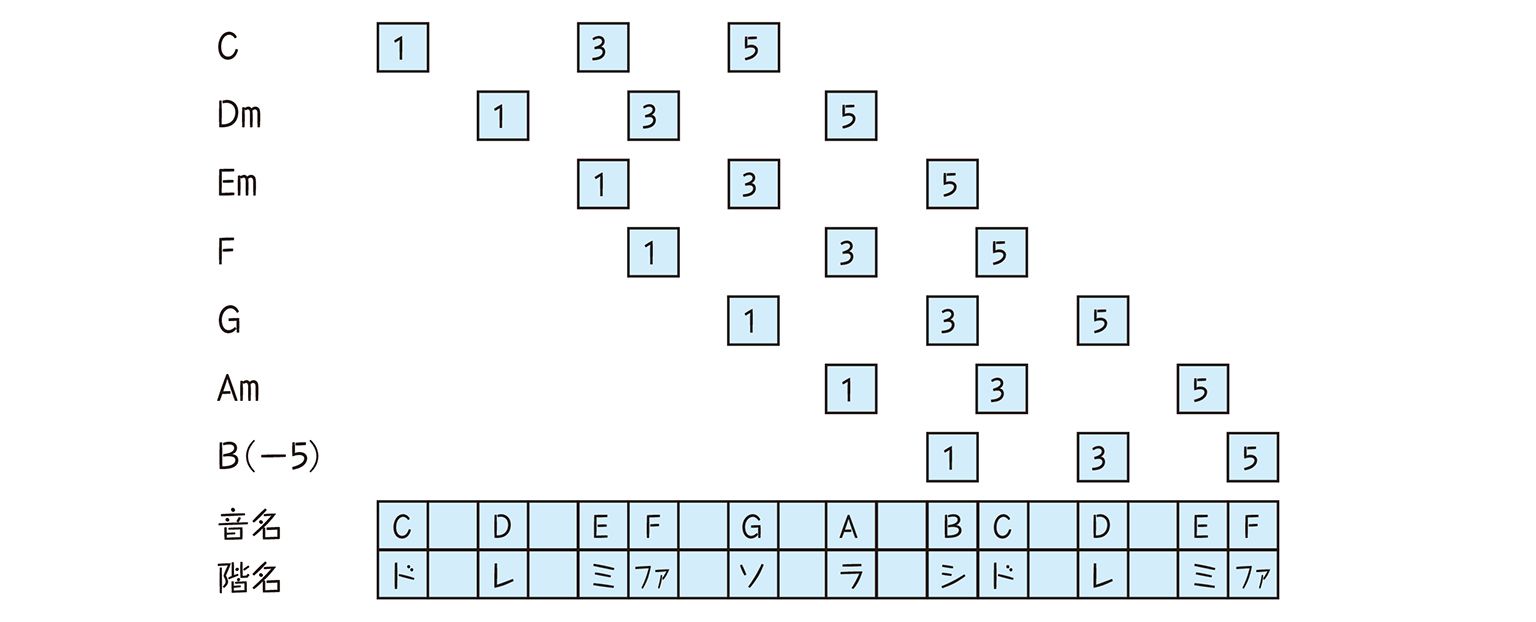 C 1 3 5
Dm 1 3 5
Em 1 3 5
F 1 3 5
G 1 3 5
Am 1 3 5
B(−5) 1 3 5
音名 C D E F G A B C D E F
階名 ド レ ミ ファ ソ ラ シ ド レ ミ ファ